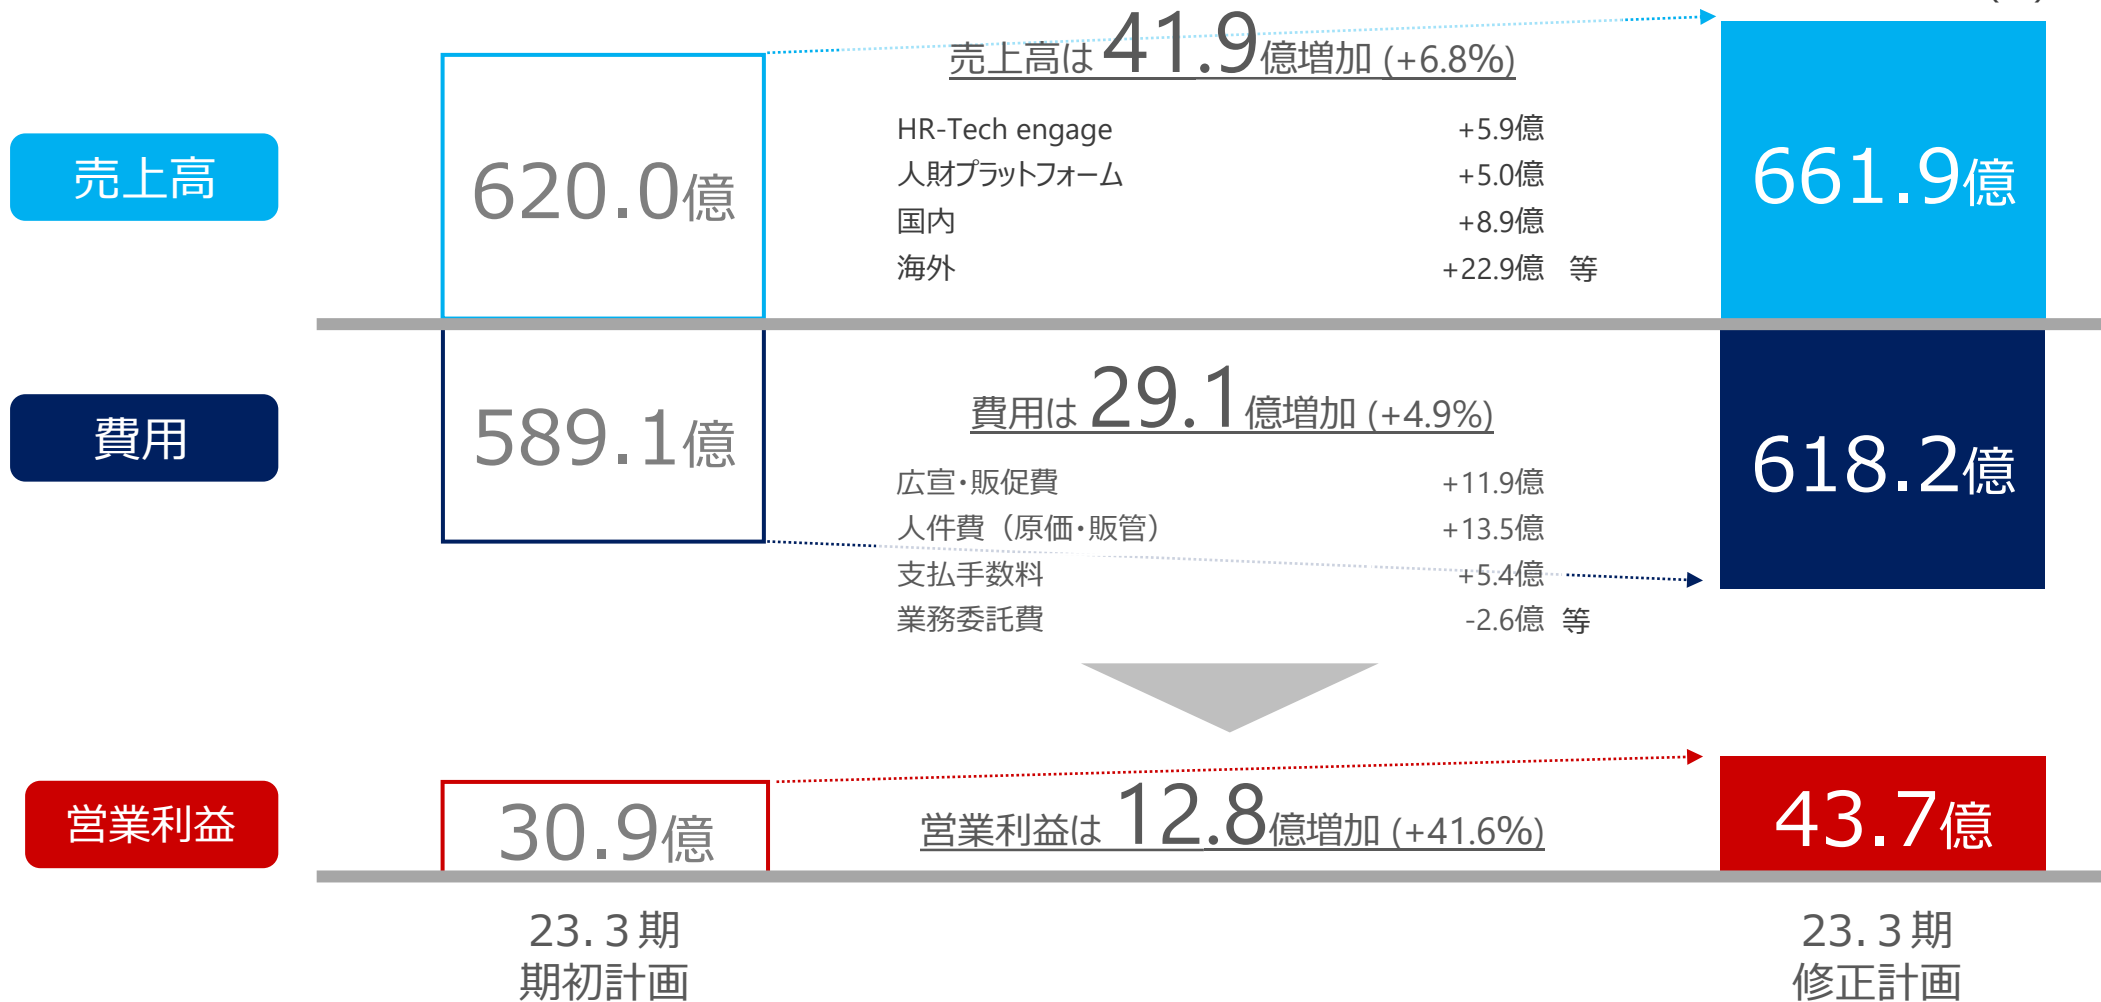 売上高は 41.9億増加 (+6.8%)
売上高
620.0億
HR-Tech engage +5.9億
人財プラットフォーム +5.0億
国内 +8.9億
海外 +22.9億 等
661.9億
費用
589.1億
費用は 29.1億増加 (+4.9%)
広宣・販促費 +11.9億
人件費（原価・販管） +13.5億
支払手数料 +5.4億
業務委託費 -2.6億 等
618.2億
営業利益
30.9億
営業利益は 12.8億増加 (+41.6%)
43.7億
23.3期
期初計画
23.3期
修正計画